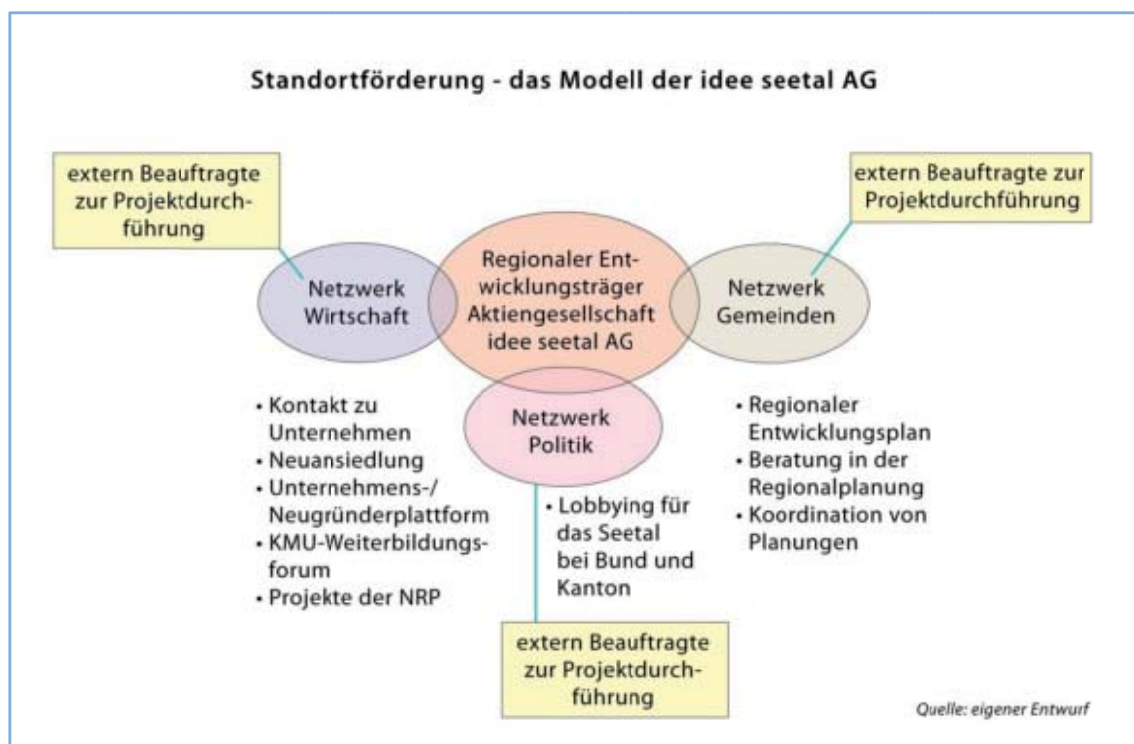 Standortförderung - das Modell der idee seetal AG
extern Beauftragte
zur Projektdurch-
führung
extern Beauftragte zur
Projektdurchführung
Netzwerk
Wirtschaft
Regionaler Ent-
wicklungsträger
Aktiengesellschaft
idee seetal AG
Netzwerk
Gemeinden
Netzwerk
Politik
• Kontakt zu
Unternehmen
• Neuansiedlung
• Unternehmens-/
Neugründerplattform
• KMU-Weiterbildungs-
forum
• Projekte der NRP
• Lobbying für
das Seetal
bei Bund und
Kanton
• Regionaler
Entwicklungsplan
• Beratung in der
Regionalplanung
• Koordination von
Planungen
extern Beauftragte
zur Projektdurch-
führung
Quelle: eigener Entwurf